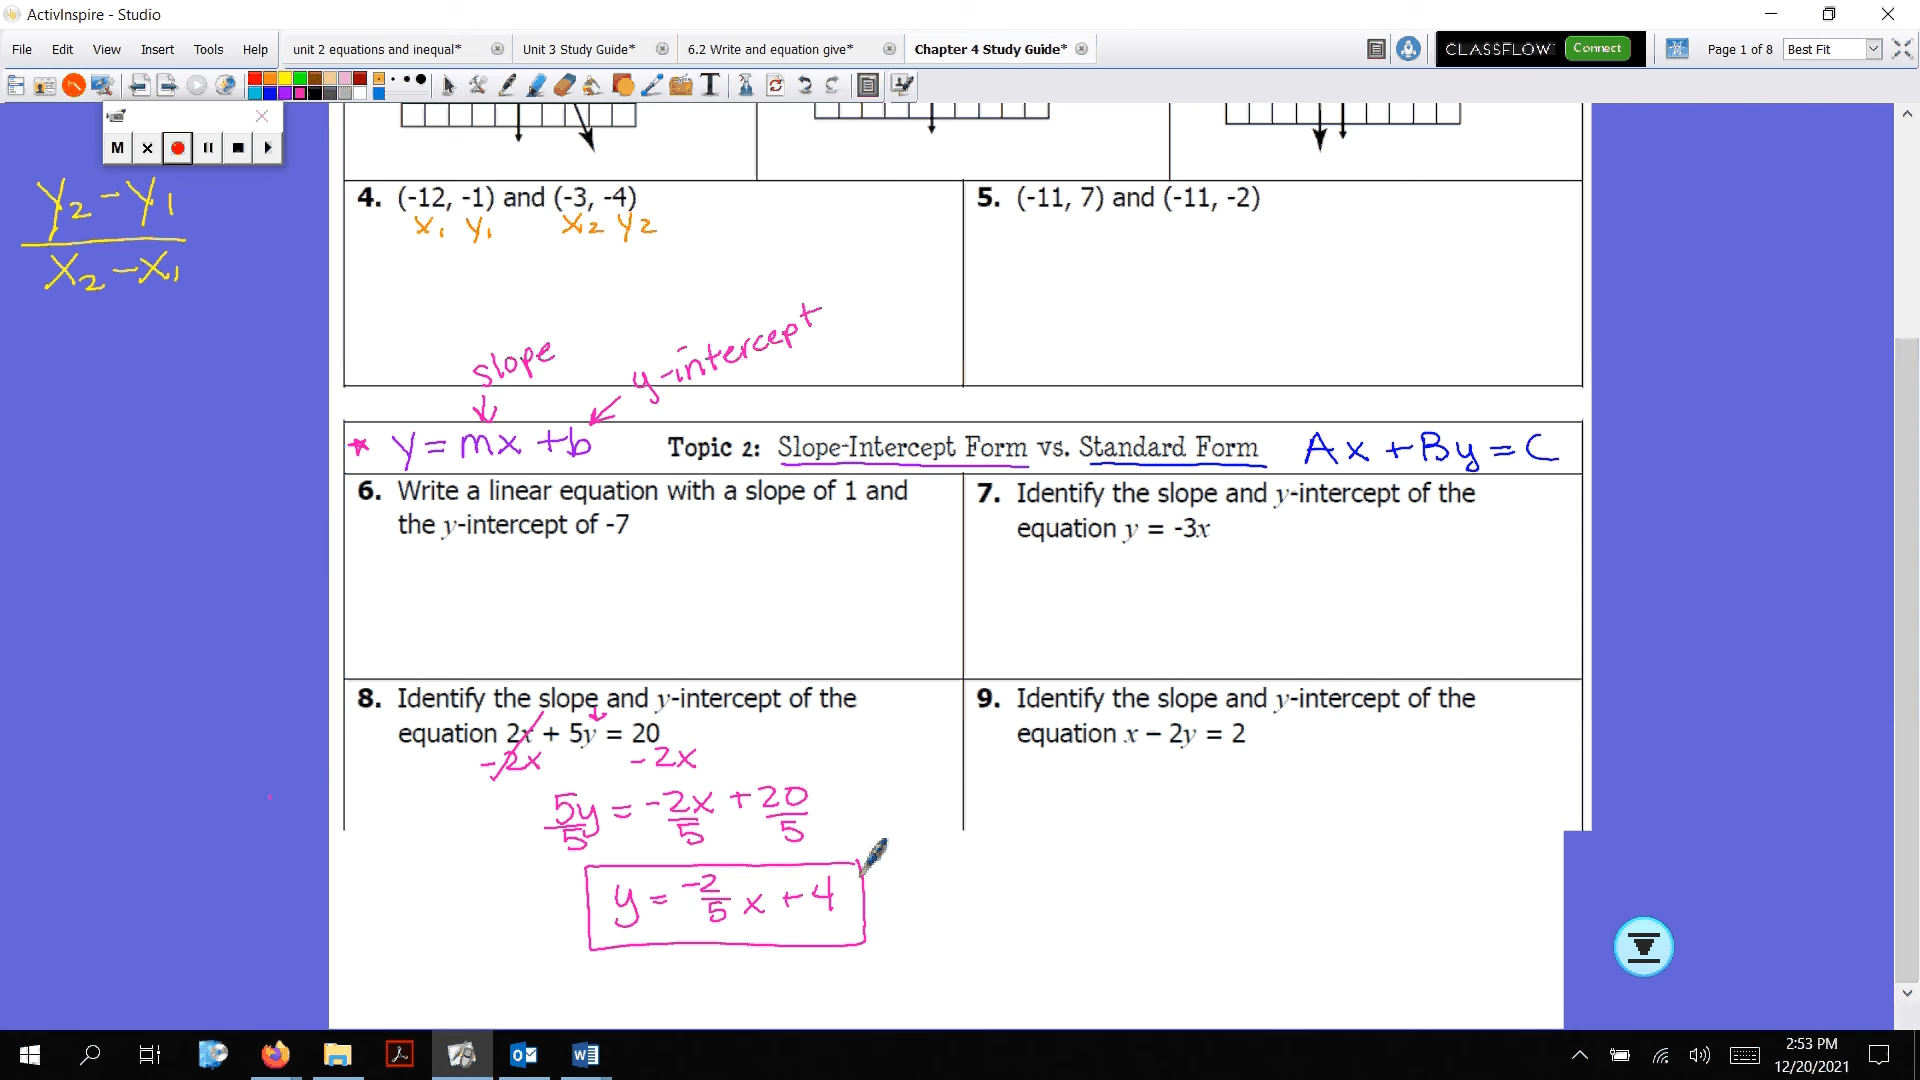 ActivInspire - Studio
File Edit View Insert Tools Help
unit 2 equations and inequal*
Unit 3 Study Guide*
6.2 Write and equation give*
Chapter 4 Study Guide*
CLASSFLOW Connect
Page 1 of 8
Best Fit
M
y₂ - y₁
x₂ - x₁
4. (-12, -1) and (-3, -4)
x₁ y₁ x₂ y₂
5. (-11, 7) and (-11, -2)
slope
y-intercept
* y = mx + b
Topic 2: Slope-Intercept Form vs. Standard Form
Ax + By = C
6. Write a linear equation with a slope of 1 and
the y-intercept of -7
7. Identify the slope and y-intercept of the
equation y = -3x
8. Identify the slope and y-intercept of the
equation 2x + 5y = 20
-2x -2x
5y = -2x + 20
5 5 5
y = -2/5 x + 4
9. Identify the slope and y-intercept of the
equation x – 2y = 2
2:53 PM
12/20/2021